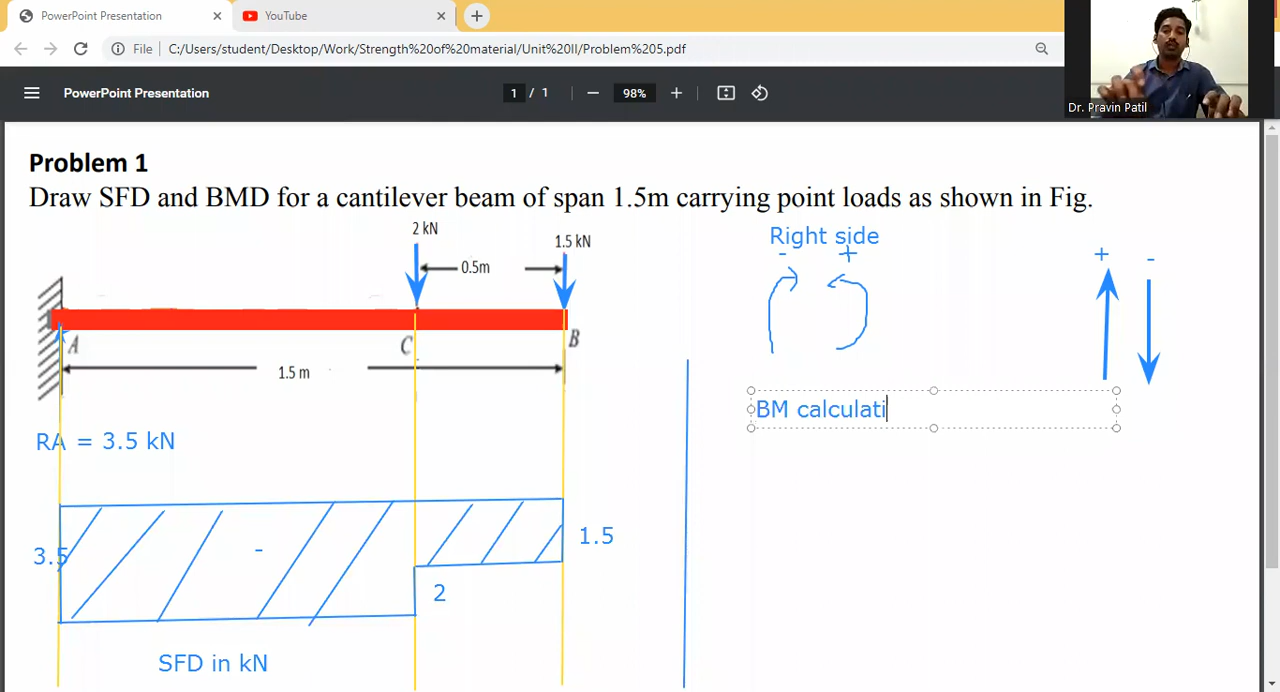 PowerPoint Presentation
YouTube
File
C:/Users/student/Desktop/Work/Strength%20of%20material/Unit%20II/Problem%205.pdf
PowerPoint Presentation
1 / 1
98%
Dr. Pravin Patil
Problem 1
Draw SFD and BMD for a cantilever beam of span 1.5m carrying point loads as shown in Fig.
2 kN
1.5 kN
0.5m
Right side
- +
+ -
A
C
B
1.5 m
BM calculati
RA = 3.5 kN
3.5
-
1.5
2
SFD in kN